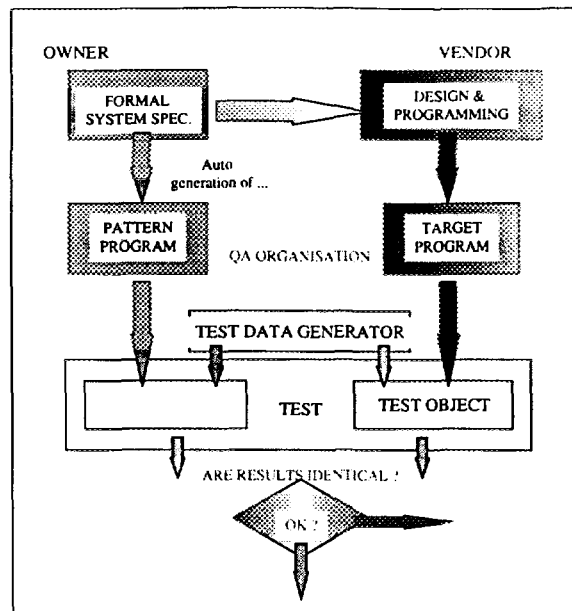 OWNER
VENDOR
FORMAL
SYSTEM SPEC.
DESIGN &
PROGRAMMING
Auto
generation of ...
PATTERN
PROGRAM
TARGET
PROGRAM
QA ORGANISATION
TEST DATA GENERATOR
TEST
TEST OBJECT
ARE RESULTS IDENTICAL ?
OK ?